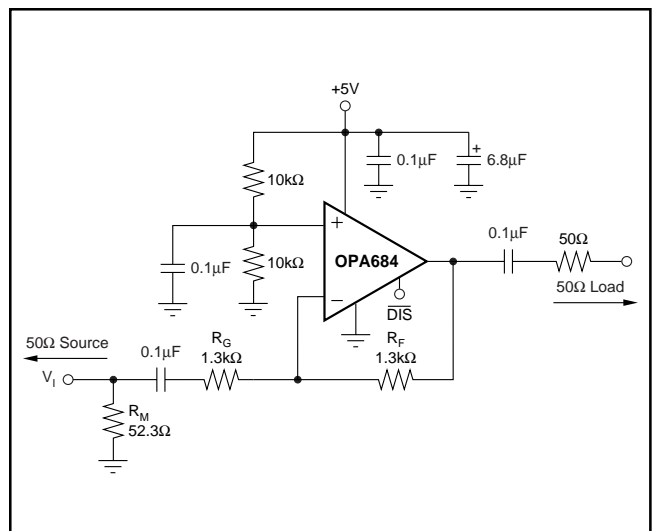 +5V
0.1μF
6.8μF
+
10kΩ
0.1μF
10kΩ
+
OPA684
−
DIS
0.1μF
50Ω
50Ω Load
50Ω Source
V_I
0.1μF
R_G
1.3kΩ
R_F
1.3kΩ
R_M
52.3Ω